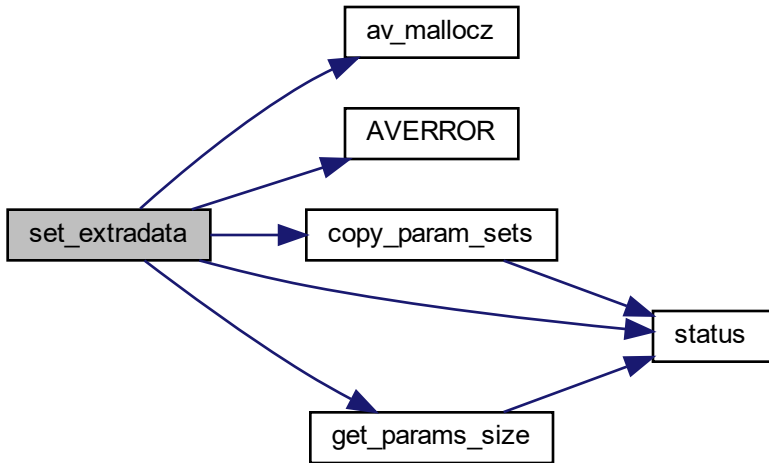 av_mallocz
AVERROR
set_extradata
copy_param_sets
status
get_params_size